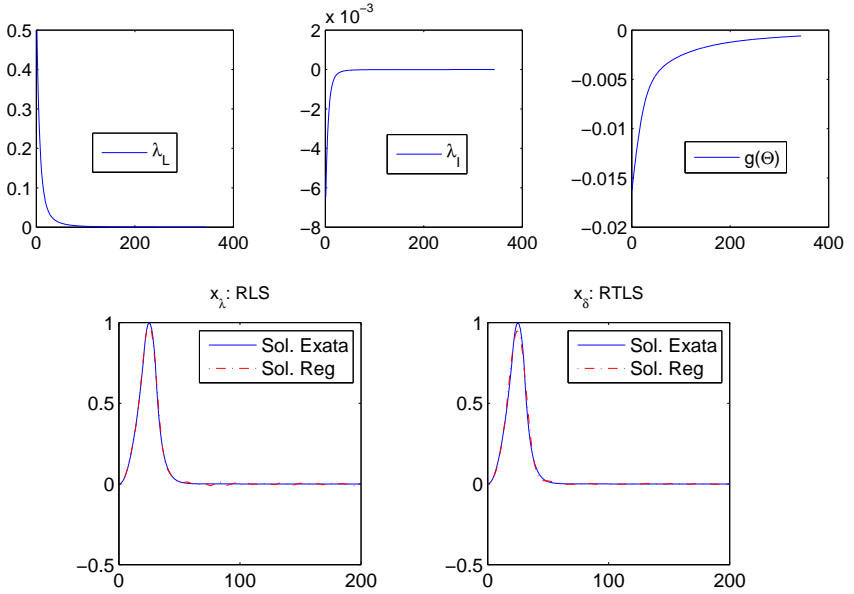 0.5
0.4
0.3
0.2
0.1
0
0 200 400
λ_L
x 10^−3
2
0
−2
−4
−6
−8
0 200 400
λ_I
0
−0.005
−0.01
−0.015
−0.02
0 200 400
g(Θ)
x_λ: RLS
1
0.5
0
−0.5
0 100 200
Sol. Exata
Sol. Reg
x_δ: RTLS
1
0.5
0
−0.5
0 100 200
Sol. Exata
Sol. Reg